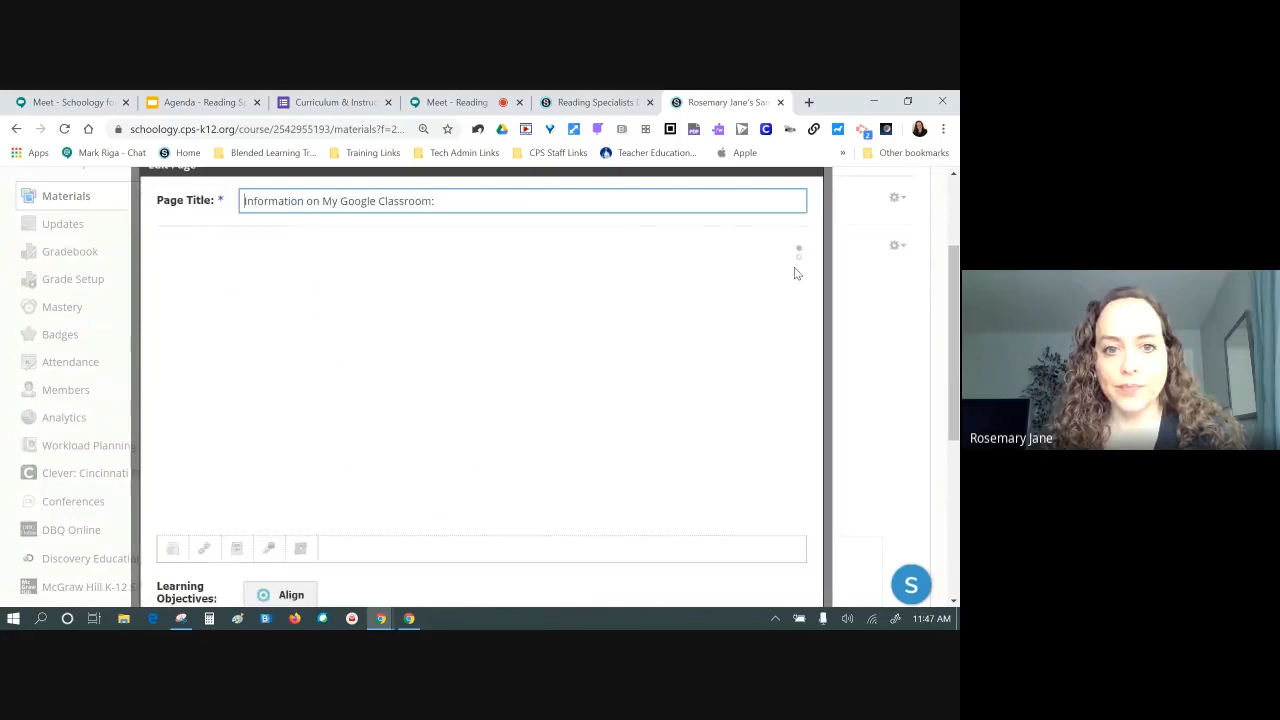 Meet - Schoology fo
Agenda - Reading Sp
Curriculum & Instruc
Meet - Reading
Reading Specialists D
Rosemary Jane's San
schoology.cps-k12.org/course/2542955193/materials?f=2...
Apps
Mark Riga - Chat
Home
Blended Learning Tr...
Training Links
Tech Admin Links
CPS Staff Links
Teacher Education...
Apple
»
Other bookmarks
Materials
Updates
Gradebook
Grade Setup
Mastery
Badges
Attendance
Members
Analytics
Workload Planning
Clever: Cincinnati P
Conferences
DBQ Online
Discovery Educatio
McGraw Hill K-12 S
Page Title: *
Information on My Google Classroom:
Learning
Objectives:
Align
S
11:47 AM
Rosemary Jane